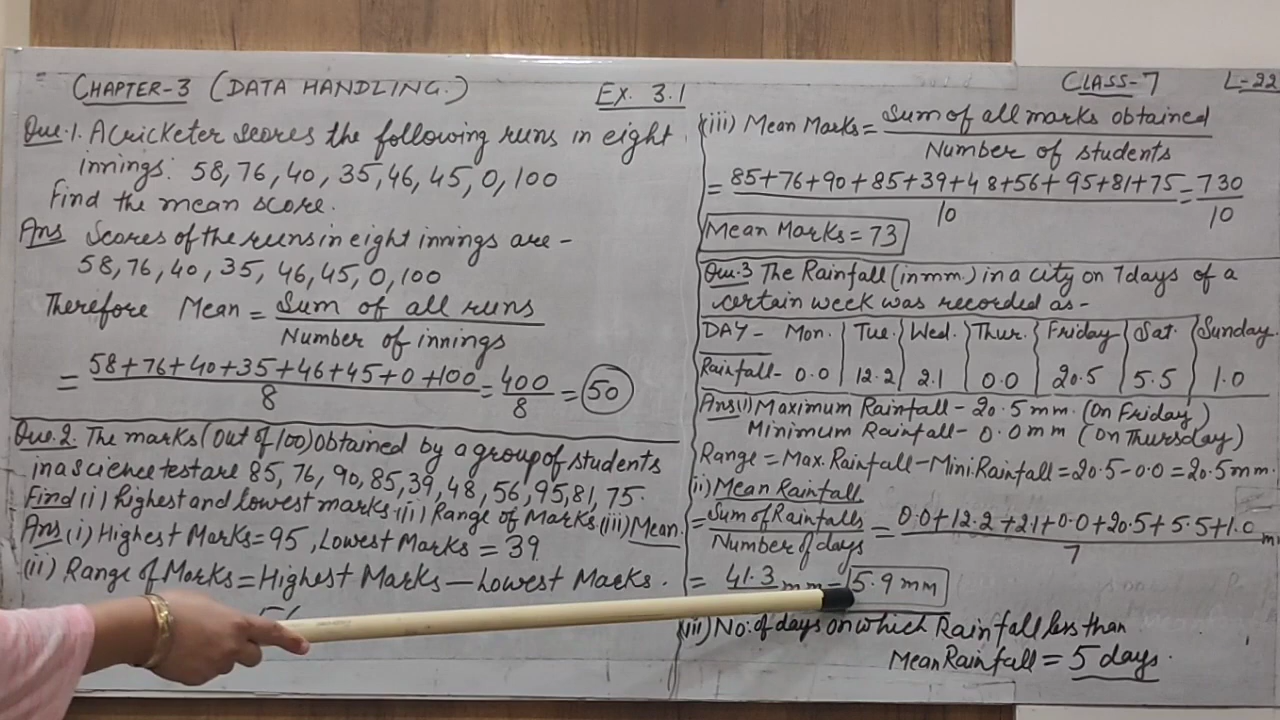 CHAPTER-3 (DATA HANDLING.)
EX. 3.1
CLASS-7
L-22
Que.1. A Cricketer scores the following runs in eight
innings: 58, 76, 40, 35, 46, 45, 0, 100
Find the mean score.
Ans Scores of the runs in eight innings are -
58, 76, 40, 35, 46, 45, 0, 100
Therefore Mean = Sum of all runs
Number of innings
= 58+76+40+35+46+45+0+100 = 400 = 50
8 8
Que.2. The marks (out of 100) obtained by a group of students
in a science test are 85, 76, 90, 85, 39, 48, 56, 95, 81, 75.
Find (i) highest and lowest marks (ii) Range of Marks (iii) Mean.
Ans (i) Highest Marks = 95, Lowest Marks = 39
(ii) Range of Marks = Highest Marks - Lowest Marks.
(iii) Mean Marks = Sum of all marks obtained
Number of students
= 85+76+90+85+39+48+56+95+81+75 = 730
10 10
Mean Marks = 73
Que.3 The Rainfall (in mm.) in a city on 7 days of a
certain week was recorded as -
DAY - Mon. Tue. Wed. Thur. Friday Sat. Sunday
Rainfall - 0.0 12.2 2.1 0.0 20.5 5.5 1.0
Ans (i) Maximum Rainfall - 20.5 mm. (On Friday)
Minimum Rainfall - 0.0 mm (On Thursday)
Range = Max. Rainfall - Mini. Rainfall = 20.5 - 0.0 = 20.5 mm.
(ii) Mean Rainfall
= Sum of Rainfalls = 0.0+12.2+2.1+0.0+20.5+5.5+1.0 m
Number of days 7
= 41.3 mm = 5.9 mm
(iii) No. of days on which Rainfall less than
Mean Rainfall = 5 days.